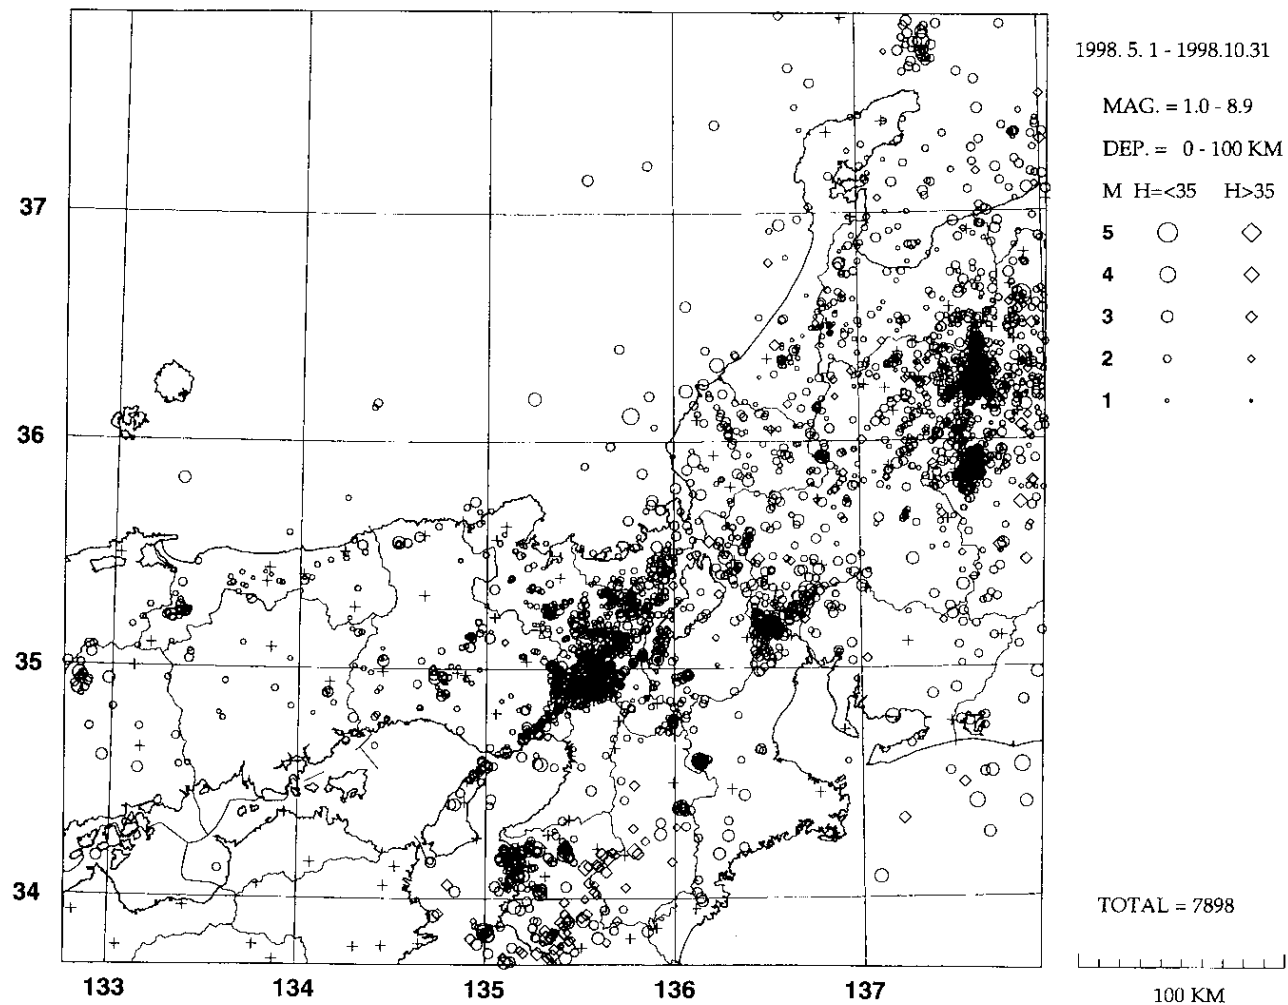 1998. 5. 1 - 1998.10.31
MAG. = 1.0 - 8.9
DEP. = 0 - 100 KM
M H=<35 H>35
5
4
3
2
1
37
36
35
34
TOTAL = 7898
133 134 135 136 137
100 KM